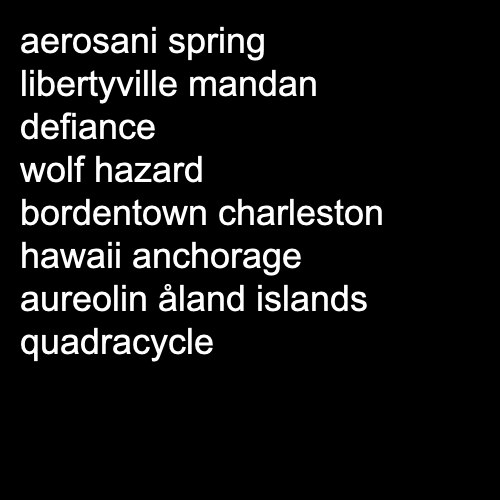 aerosani spring
libertyville mandan
defiance
wolf hazard
bordentown charleston
hawaii anchorage
aureolin åland islands
quadracycle